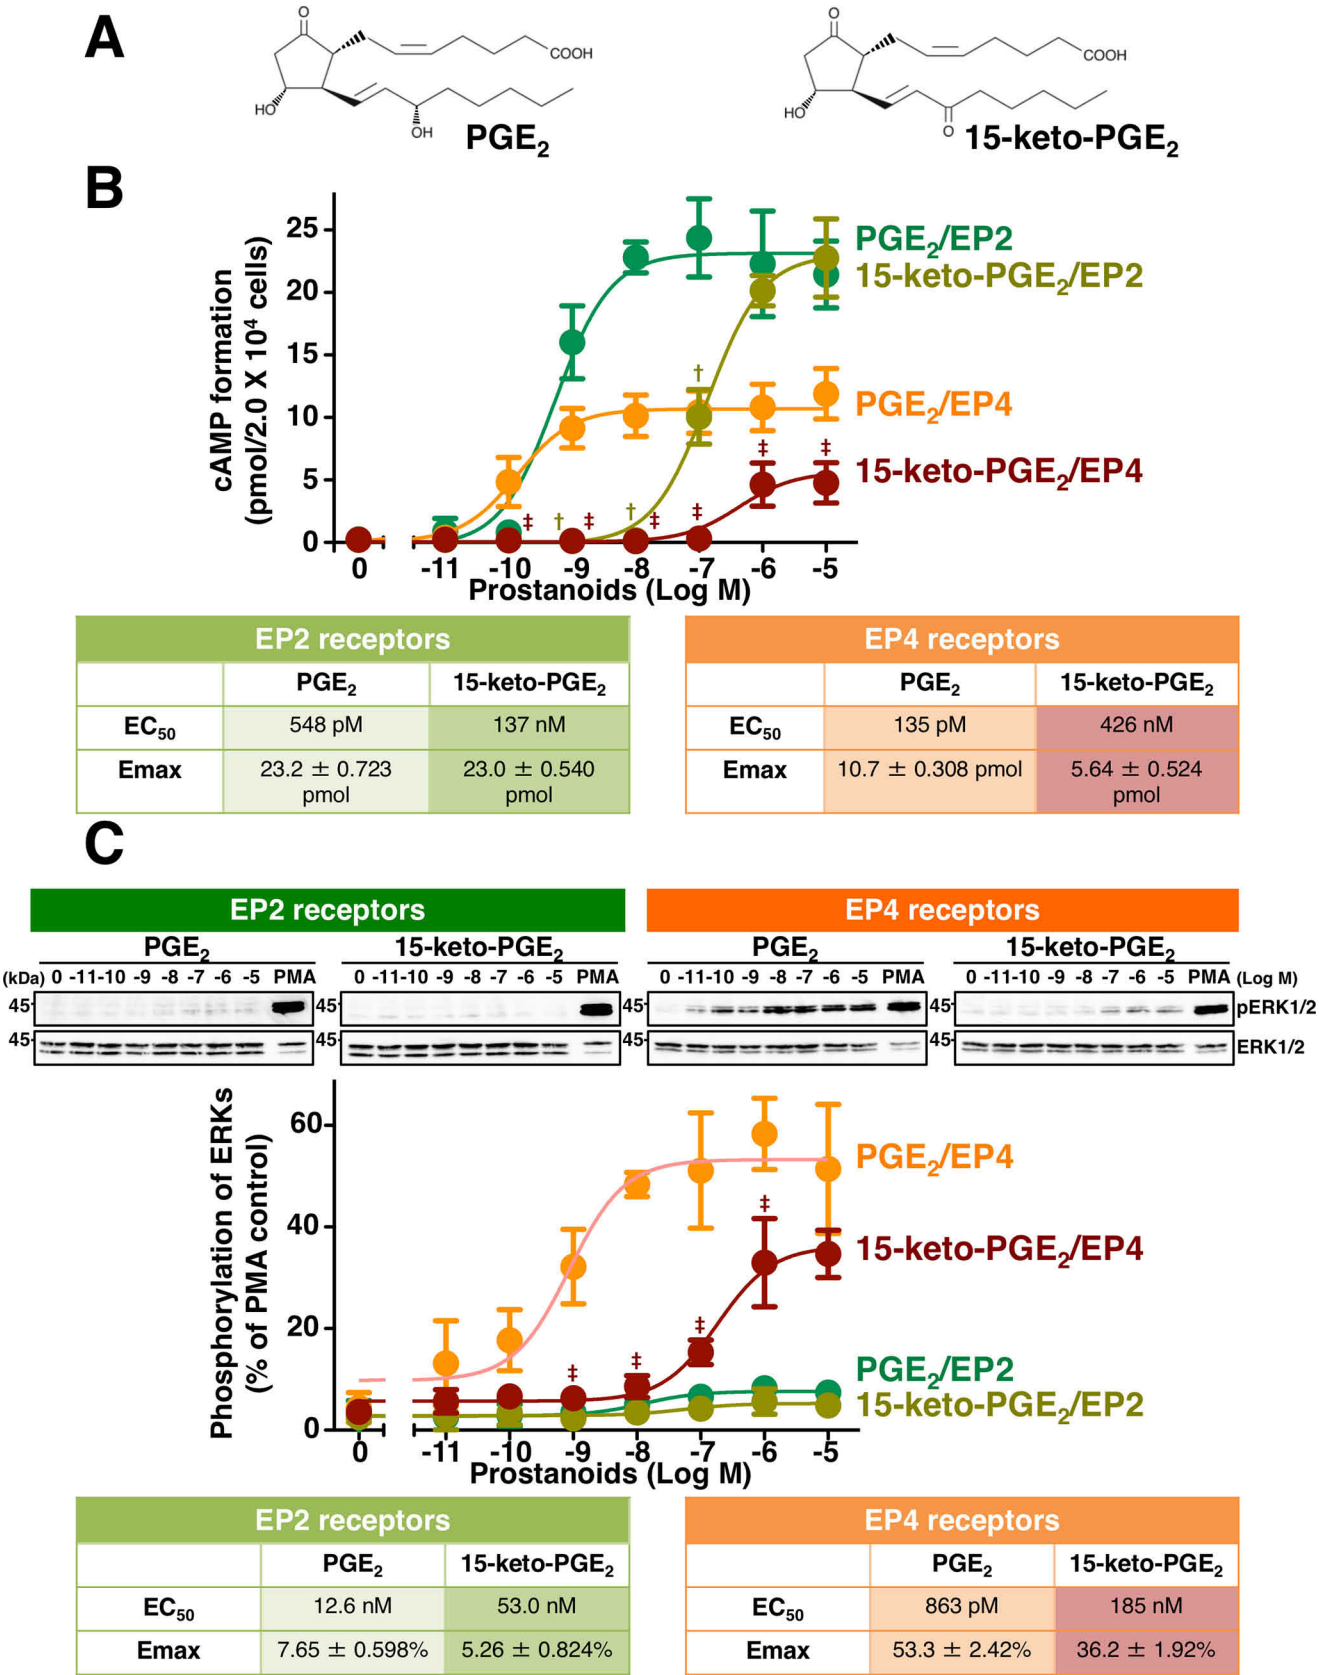 A
O
COOH
HO
OH
PGE2
O
COOH
HO
O
15-keto-PGE2
B
cAMP formation
(pmol/2.0 X 10⁴ cells)
25
20
15
10
5
0
PGE2/EP2
15-keto-PGE2/EP2
†
PGE2/EP4
‡ ‡
15-keto-PGE2/EP4
‡ † ‡ † ‡ ‡
0 -11 -10 -9 -8 -7 -6 -5
Prostanoids (Log M)
EP2 receptors
PGE2 15-keto-PGE2
EC50 548 pM 137 nM
Emax 23.2 ± 0.723 pmol 23.0 ± 0.540 pmol
EP4 receptors
PGE2 15-keto-PGE2
EC50 135 pM 426 nM
Emax 10.7 ± 0.308 pmol 5.64 ± 0.524 pmol
C
EP2 receptors EP4 receptors
PGE2 15-keto-PGE2 PGE2 15-keto-PGE2
(kDa) 0 -11 -10 -9 -8 -7 -6 -5 PMA 0 -11 -10 -9 -8 -7 -6 -5 PMA 0 -11 -10 -9 -8 -7 -6 -5 PMA 0 -11 -10 -9 -8 -7 -6 -5 PMA (Log M)
45 45 45 45 pERK1/2
45 45 45 45 ERK1/2
Phosphorylation of ERKs
(% of PMA control)
60
40
20
0
PGE2/EP4
‡
15-keto-PGE2/EP4
‡ ‡ ‡
PGE2/EP2
15-keto-PGE2/EP2
0 -11 -10 -9 -8 -7 -6 -5
Prostanoids (Log M)
EP2 receptors
PGE2 15-keto-PGE2
EC50 12.6 nM 53.0 nM
Emax 7.65 ± 0.598% 5.26 ± 0.824%
EP4 receptors
PGE2 15-keto-PGE2
EC50 863 pM 185 nM
Emax 53.3 ± 2.42% 36.2 ± 1.92%